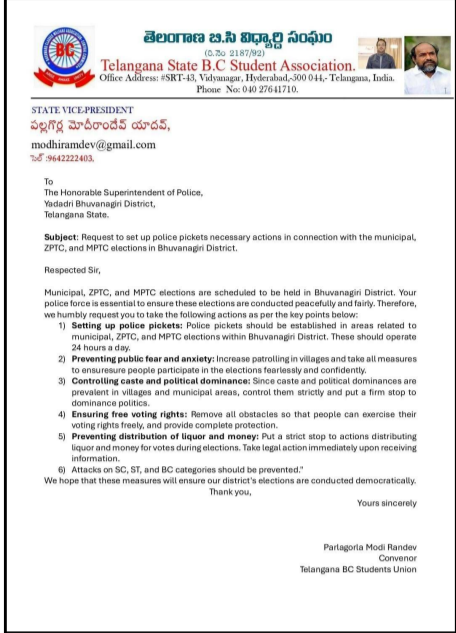 తెలంగాణ బి.సి విద్యార్థి సంఘం
(రి.నెం 2187/92)
BC
Telangana State B.C Student Association.
Office Address: #SRT-43, Vidyanagar, Hyderabad,-500 044,- Telangana, India.
Phone No: 040 27641710.
STATE VICE-PRESIDENT
పల్లగొర్ల మోదీరాందేవ్ యాదవ్,
modhiramdev@gmail.com
సెల్ :9642222403,
To
The Honorable Superintendent of Police,
Yadadri Bhuvanagiri District,
Telangana State.
Subject: Request to set up police pickets necessary actions in connection with the municipal,
ZPTC, and MPTC elections in Bhuvanagiri District.
Respected Sir,
Municipal, ZPTC, and MPTC elections are scheduled to be held in Bhuvanagiri District. Your
police force is essential to ensure these elections are conducted peacefully and fairly. Therefore,
we humbly request you to take the following actions as per the key points below:
1) Setting up police pickets: Police pickets should be established in areas related to
municipal, ZPTC, and MPTC elections within Bhuvanagiri District. These should operate
24 hours a day.
2) Preventing public fear and anxiety: Increase patrolling in villages and take all measures
to ensuresure people participate in the elections fearlessly and confidently.
3) Controlling caste and political dominance: Since caste and political dominances are
prevalent in villages and municipal areas, control them strictly and put a firm stop to
dominance politics.
4) Ensuring free voting rights: Remove all obstacles so that people can exercise their
voting rights freely, and provide complete protection.
5) Preventing distribution of liquor and money: Put a strict stop to actions distributing
liquor and money for votes during elections. Take legal action immediately upon receiving
information.
6) Attacks on SC, ST, and BC categories should be prevented."
We hope that these measures will ensure our district's elections are conducted democratically.
Thank you,
Yours sincerely
Parlagorla Modi Randev
Convenor
Telangana BC Students Union